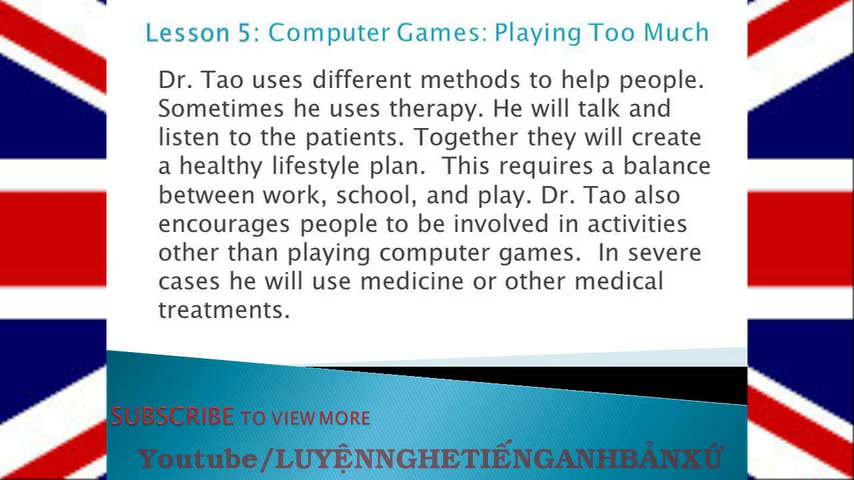 Lesson 5: Computer Games: Playing Too Much
Dr. Tao uses different methods to help people.
Sometimes he uses therapy. He will talk and
listen to the patients. Together they will create
a healthy lifestyle plan.  This requires a balance
between work, school, and play. Dr. Tao also
encourages people to be involved in activities
other than playing computer games.  In severe
cases he will use medicine or other medical
treatments.
SUBSCRIBE TO VIEW MORE
Youtube/LUYỆNNGHETIẾNGANHBẢNXỨ